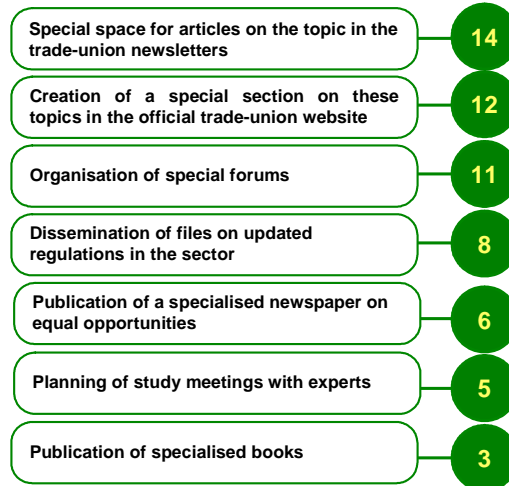 Special space for articles on the topic in the
trade-union newsletters
14
Creation of a special section on these
topics in the official trade-union website
12
Organisation of special forums
11
Dissemination of files on updated
regulations in the sector
8
Publication of a specialised newspaper on
equal opportunities
6
Planning of study meetings with experts
5
Publication of specialised books
3